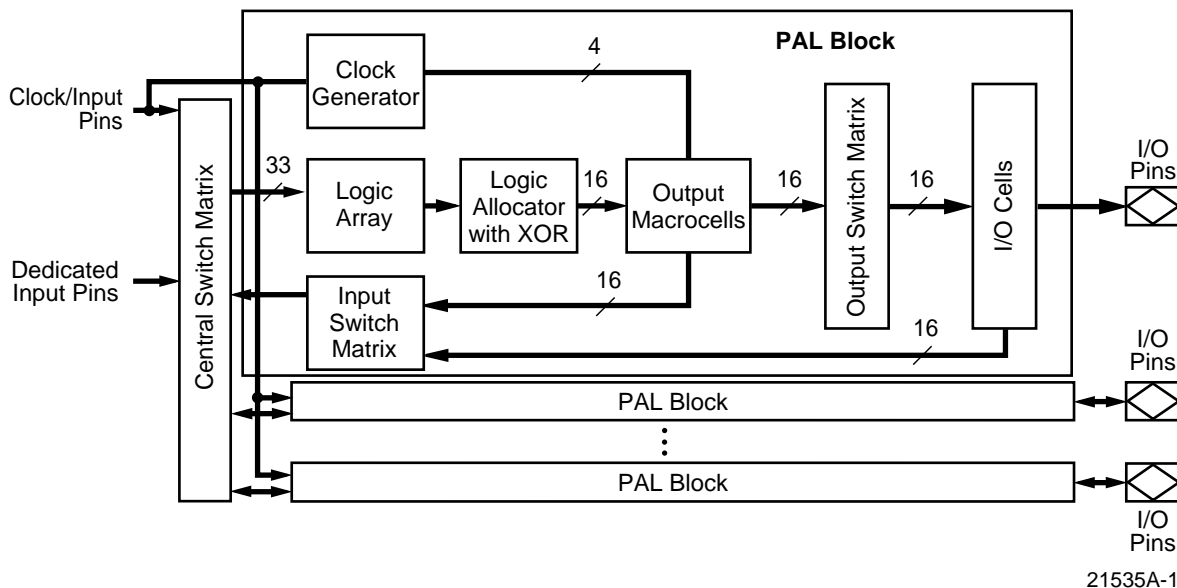 PAL Block
4
Clock
Generator
Clock/Input
Pins
33
Logic
Array
Logic
Allocator
with XOR
16
Output
Macrocells
16
Output Switch Matrix
16
I/O Cells
I/O
Pins
Central Switch Matrix
Dedicated
Input Pins
Input
Switch
Matrix
16
16
I/O
Pins
PAL Block
PAL Block
I/O
Pins
21535A-1